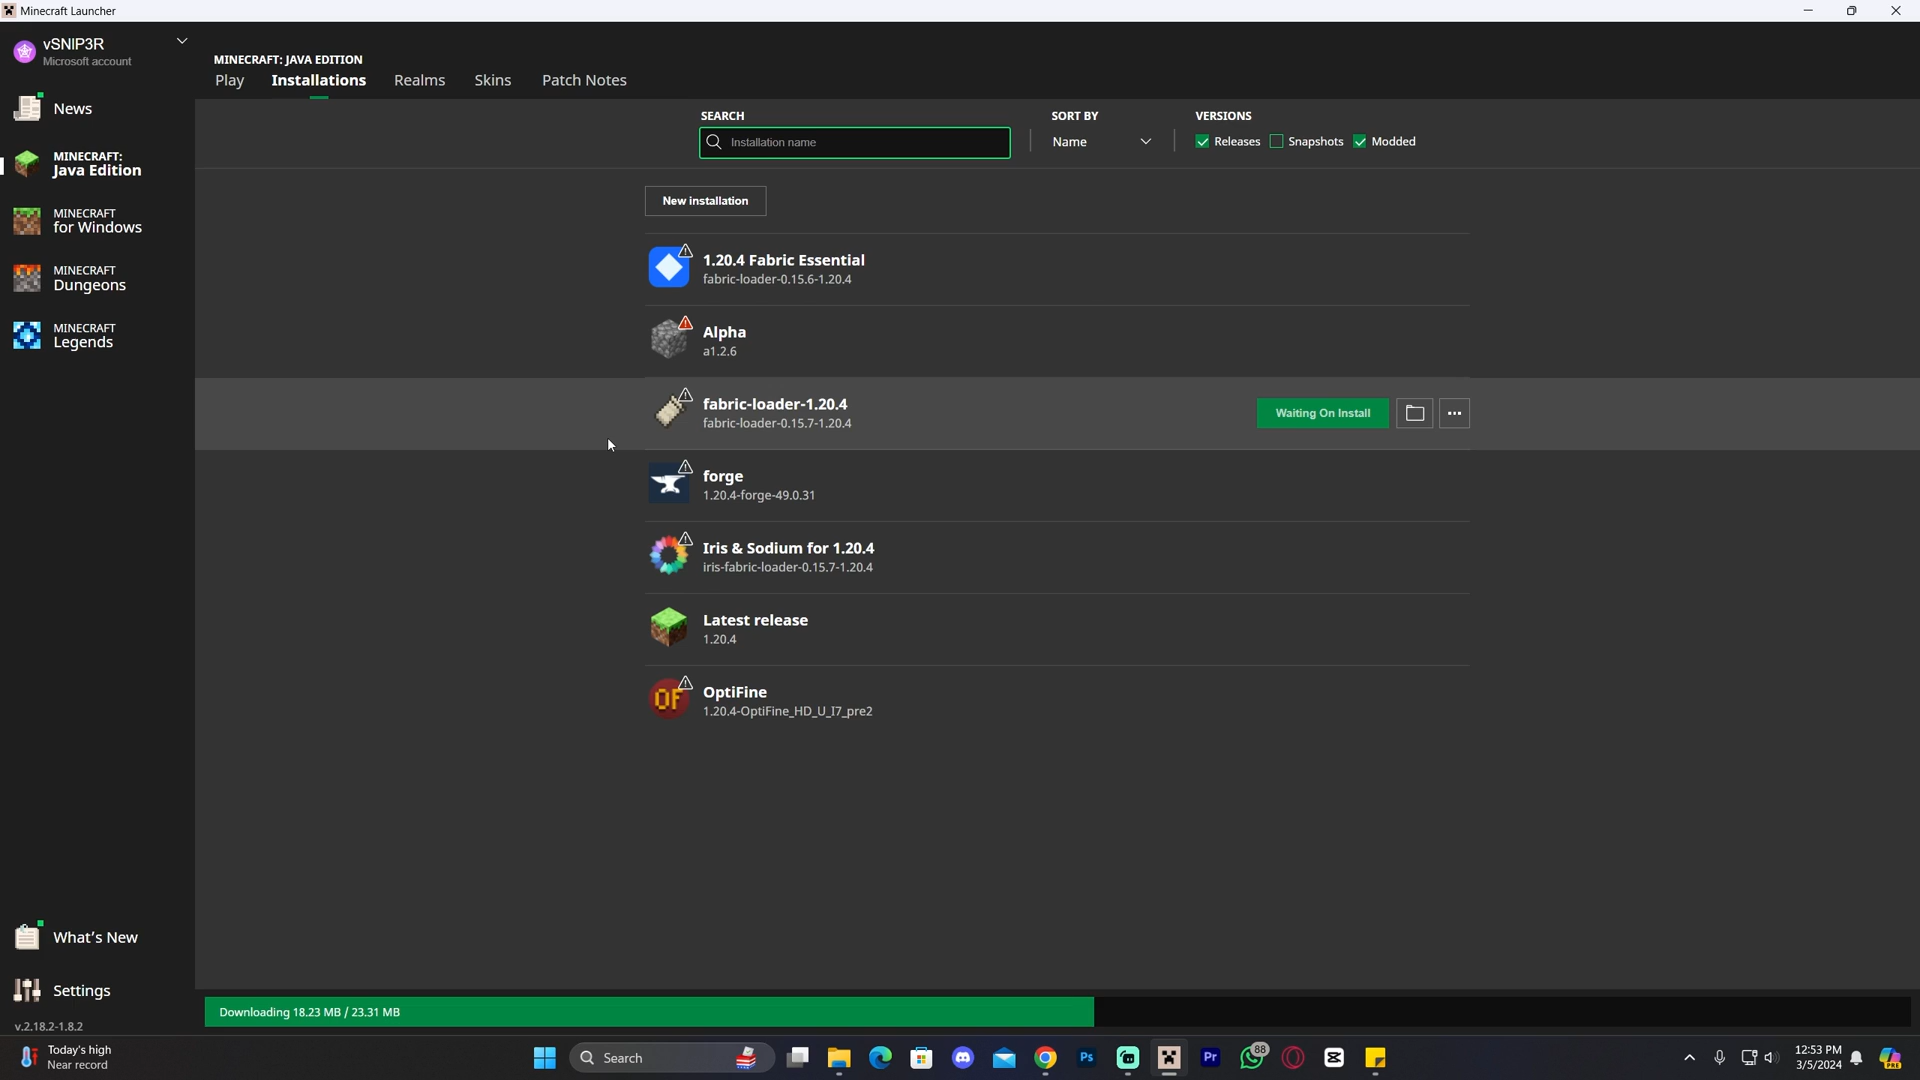 Minecraft Launcher
vSNIP3R
Microsoft account
News
MINECRAFT:
Java Edition
MINECRAFT
for Windows
MINECRAFT
Dungeons
MINECRAFT
Legends
What's New
Settings
v.2.18.2-1.8.2
MINECRAFT: JAVA EDITION
Play Installations Realms Skins Patch Notes
SEARCH SORT BY VERSIONS
Installation name Name Releases Snapshots Modded
New installation
1.20.4 Fabric Essential
fabric-loader-0.15.6-1.20.4
Alpha
a1.2.6
fabric-loader-1.20.4
fabric-loader-0.15.7-1.20.4
Waiting On Install
forge
1.20.4-forge-49.0.31
Iris & Sodium for 1.20.4
iris-fabric-loader-0.15.7-1.20.4
Latest release
1.20.4
OF
OptiFine
1.20.4-OptiFine_HD_U_I7_pre2
Downloading 18.23 MB / 23.31 MB
Today's high
Near record
Search
Ps
Pr
88
12:53 PM
3/5/2024
PRE